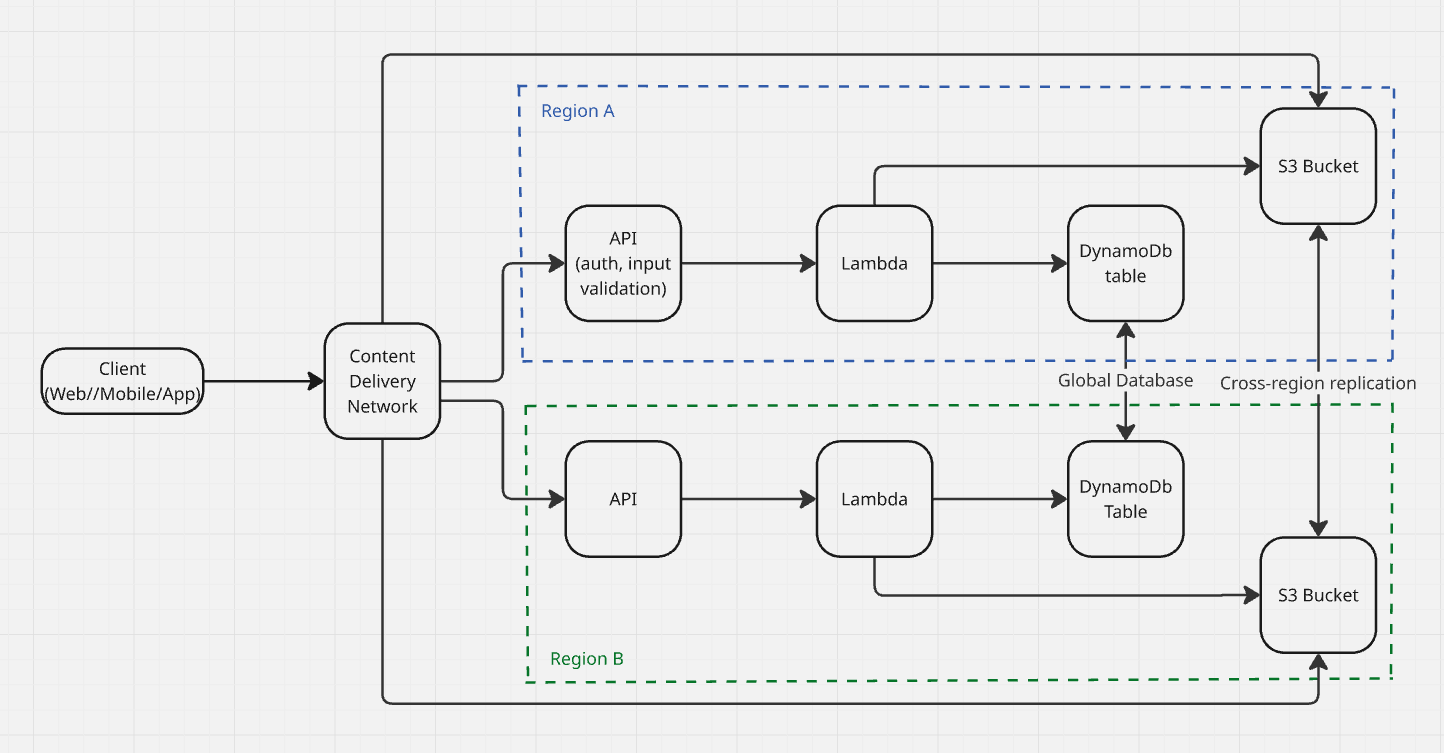 Region A
S3 Bucket
API
(auth, input
validation)
Lambda
DynamoDb
table
Content
Delivery
Network
Client
(Web//Mobile/App)
Global Database
Cross-region replication
API
Lambda
DynamoDb
Table
S3 Bucket
Region B